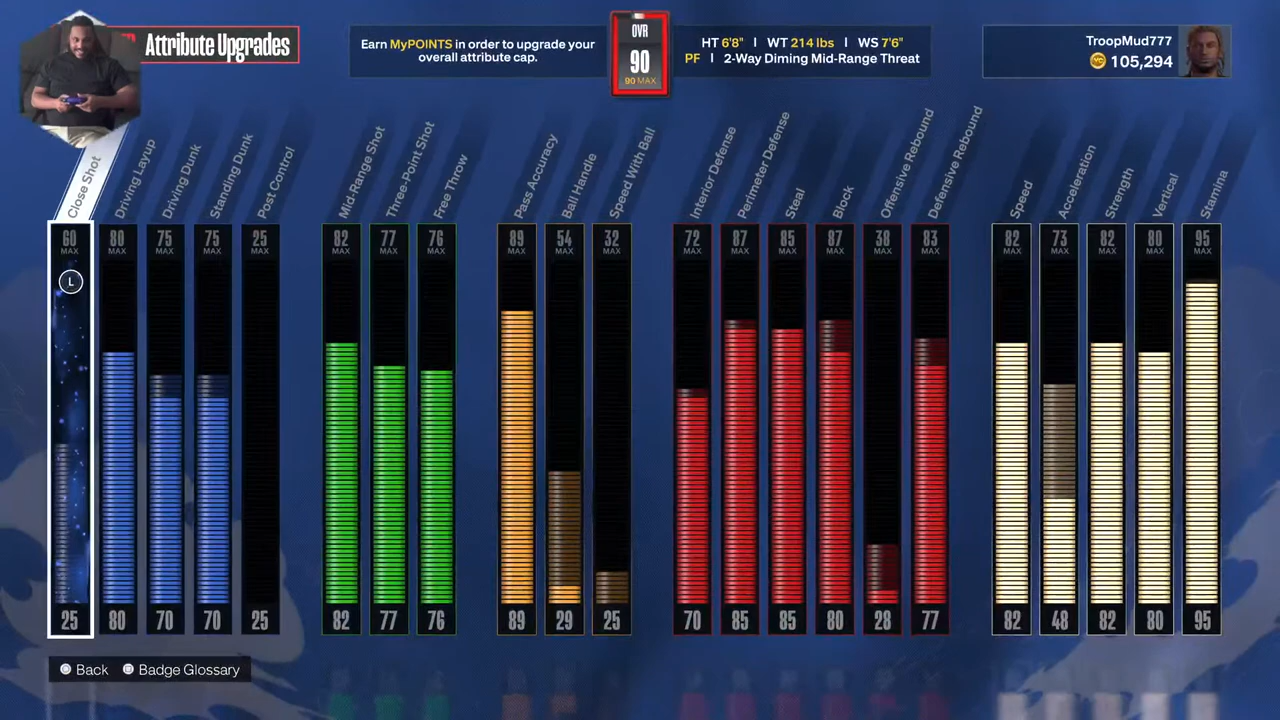 Attribute Upgrades
Earn MyPOINTS in order to upgrade your
overall attribute cap.
OVR
90
90 MAX
HT 6'8" | WT 214 lbs | WS 7'6"
PF | 2-Way Diming Mid-Range Threat
TroopMud777
VC 105,294
Close Shot
Driving Layup
Driving Dunk
Standing Dunk
Post Control
Mid-Range Shot
Three-Point Shot
Free Throw
Pass Accuracy
Ball Handle
Speed With Ball
Interior Defense
Perimeter Defense
Steal
Block
Offensive Rebound
Defensive Rebound
Speed
Acceleration
Strength
Vertical
Stamina
60 80 75 75 25 82 77 76 89 54 32 72 87 85 87 38 83 82 73 82 80 95
MAX MAX MAX MAX MAX MAX MAX MAX MAX MAX MAX MAX MAX MAX MAX MAX MAX MAX MAX MAX MAX MAX
L
25 80 70 70 25 82 77 76 89 29 25 70 85 85 80 28 77 82 48 82 80 95
Back
Badge Glossary